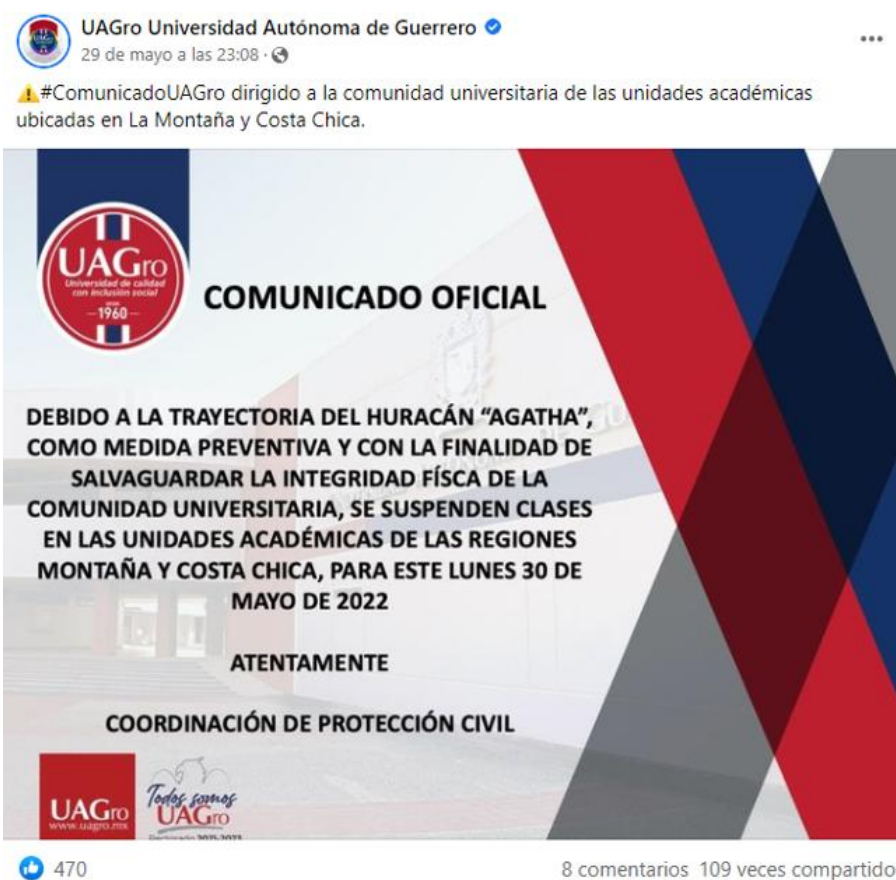 UAGro Universidad Autónoma de Guerrero
29 de mayo a las 23:08 ·
#ComunicadoUAGro dirigido a la comunidad universitaria de las unidades académicas
ubicadas en La Montaña y Costa Chica.
UAGro
Universidad de calidad
con inclusión social
DESDE
1960
COMUNICADO OFICIAL
DEBIDO A LA TRAYECTORIA DEL HURACÁN “AGATHA”,
COMO MEDIDA PREVENTIVA Y CON LA FINALIDAD DE
SALVAGUARDAR LA INTEGRIDAD FÍSCA DE LA
COMUNIDAD UNIVERSITARIA, SE SUSPENDEN CLASES
EN LAS UNIDADES ACADÉMICAS DE LAS REGIONES
MONTAÑA Y COSTA CHICA, PARA ESTE LUNES 30 DE
MAYO DE 2022
ATENTAMENTE
COORDINACIÓN DE PROTECCIÓN CIVIL
UAGro
www.uagro.mx
Todos somos
UAGro
Rectorado 2021-2023
470
8 comentarios 109 veces compartido